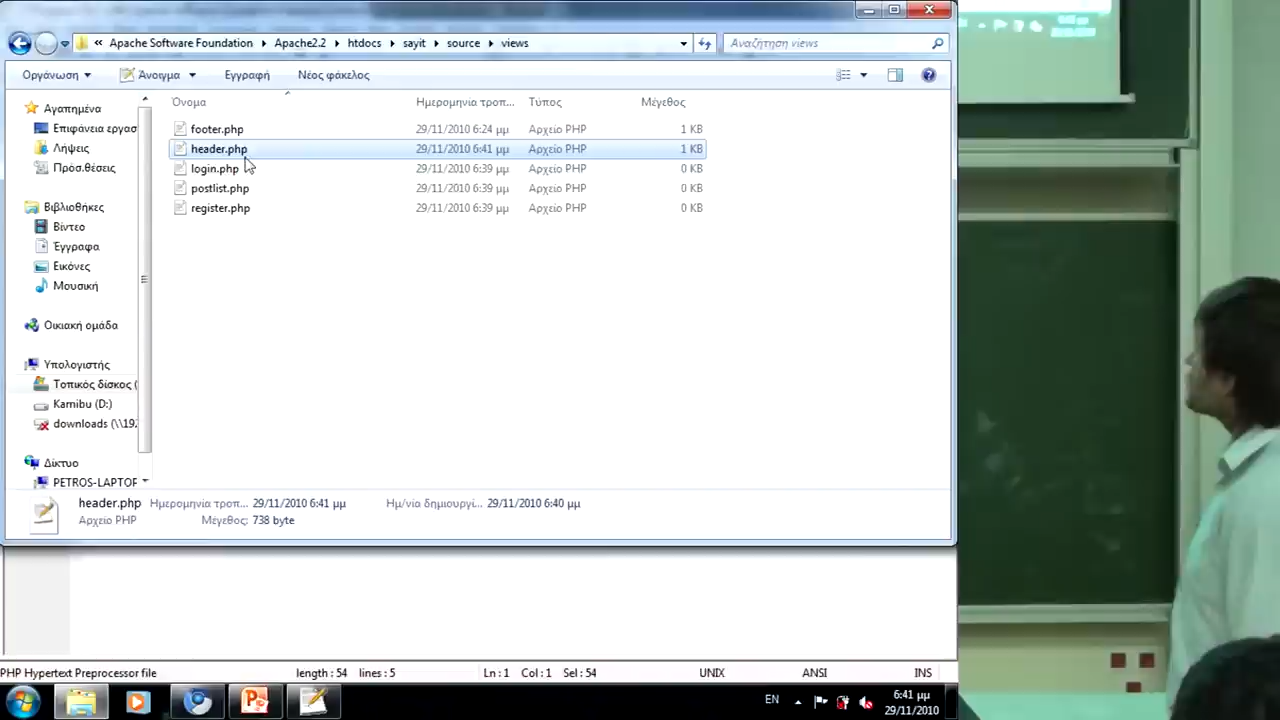 Apache Software Foundation Apache2.2 htdocs sayit source views
Αναζήτηση views
Οργάνωση Άνοιγμα Εγγραφή Νέος φάκελος
Όνομα Ημερομηνία τροπ... Τύπος Μέγεθος
footer.php 29/11/2010 6:24 μμ Αρχείο PHP 1 KB
header.php 29/11/2010 6:41 μμ Αρχείο PHP 1 KB
login.php 29/11/2010 6:39 μμ Αρχείο PHP 0 KB
postlist.php 29/11/2010 6:39 μμ Αρχείο PHP 0 KB
register.php 29/11/2010 6:39 μμ Αρχείο PHP 0 KB
Αγαπημένα
Επιφάνεια εργασ
Λήψεις
Πρόσ.θέσεις
Βιβλιοθήκες
Βίντεο
Έγγραφα
Εικόνες
Μουσική
Οικιακή ομάδα
Υπολογιστής
Τοπικός δίσκος (
Karnibu (D:)
downloads (\\19
Δίκτυο
PETROS-LAPTOP
header.php Ημερομηνία τροπ... 29/11/2010 6:41 μμ Ημ/νία δημιουργί... 29/11/2010 6:40 μμ
Αρχείο PHP Μέγεθος: 738 byte
PHP Hypertext Preprocessor file length : 54 lines : 5 Ln : 1 Col : 1 Sel : 54 UNIX ANSI INS
EN 6:41 μμ
29/11/2010